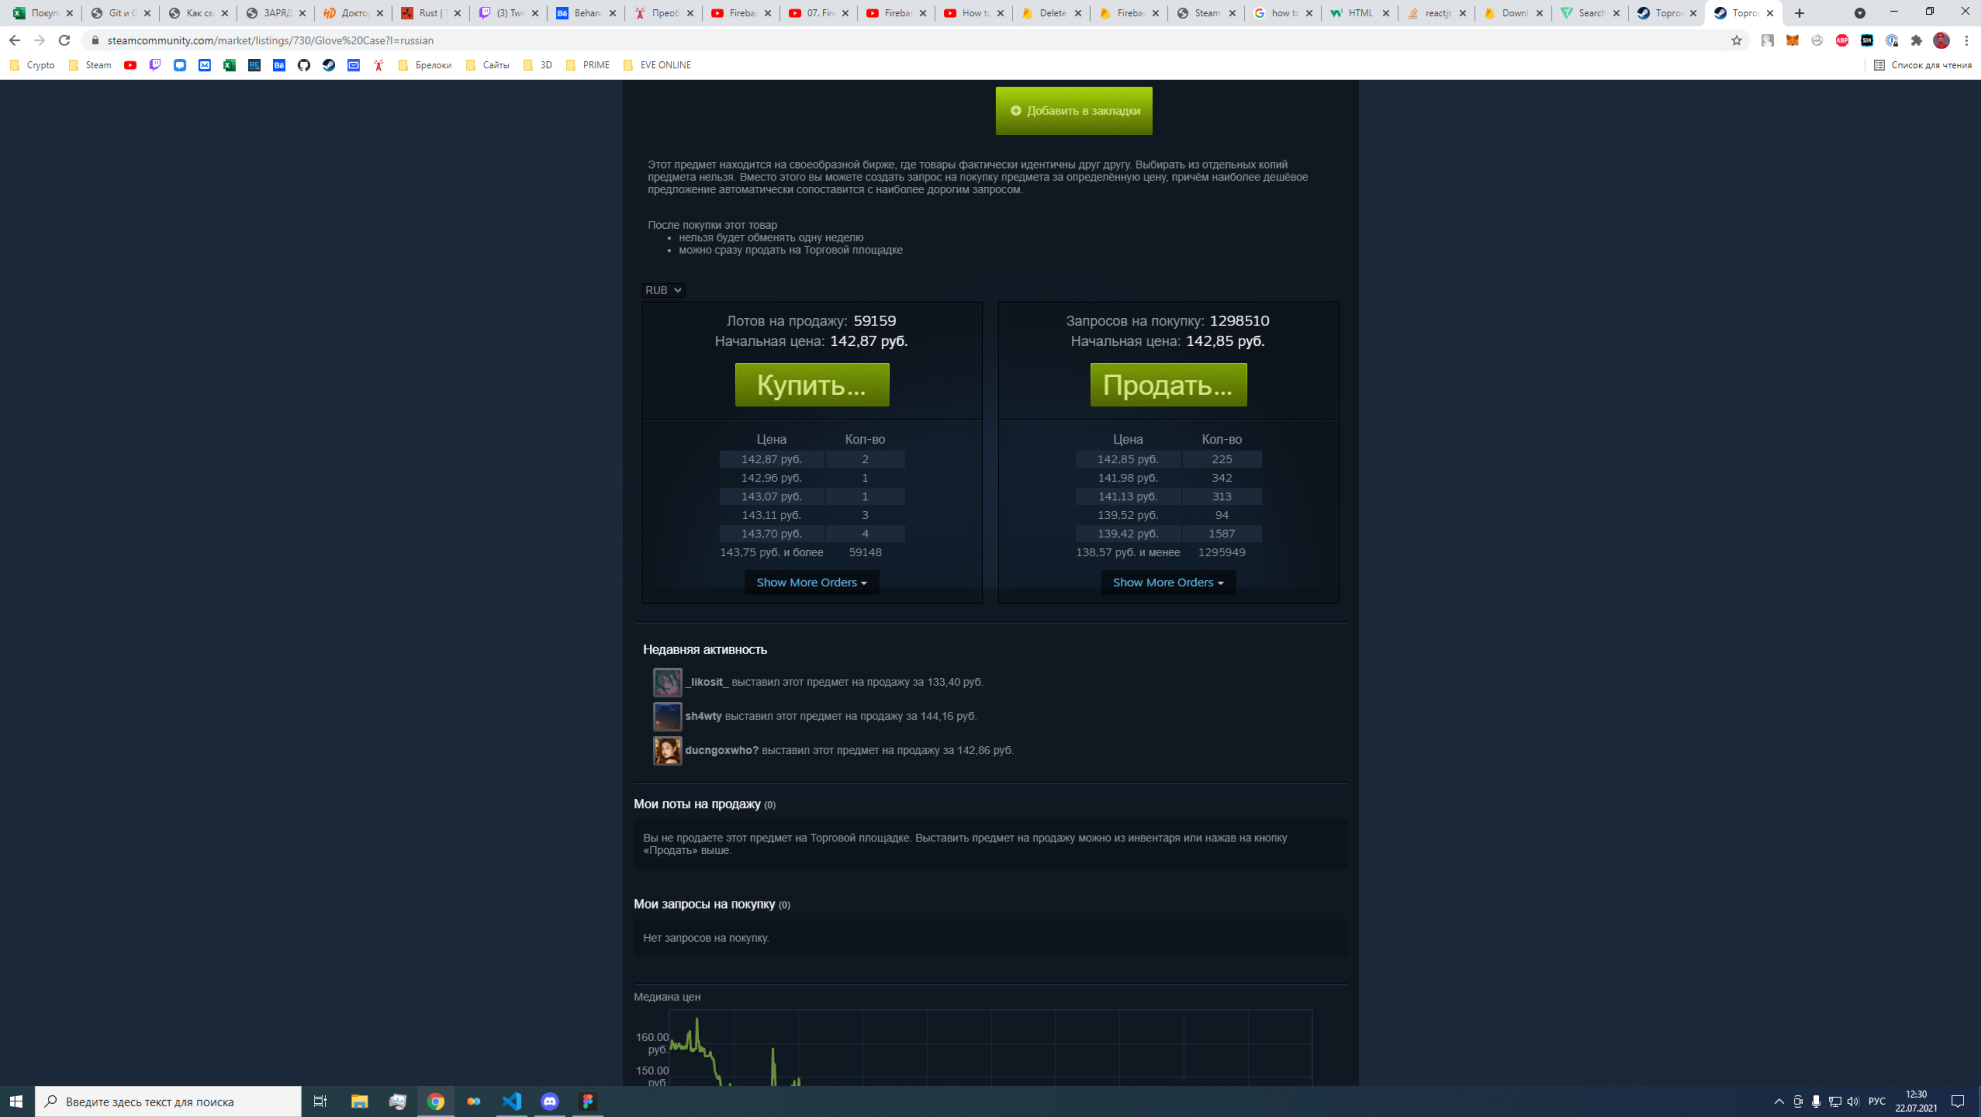 Покуп
Git и G
Как св
ЗАРЯД
Доктор
Rust |
(3) Twi
Behan
Преоб
Firebas
07. Fire
Firebas
How to
Delete
Firebas
Steam
how to
HTML
reactjs
Downl
Search
Торгов
Торгов
steamcommunity.com/market/listings/730/Glove%20Case?l=russian
Crypto
Steam
Брелоки
Сайты
3D
PRIME
EVE ONLINE
Список для чтения
Добавить в закладки
Этот предмет находится на своеобразной бирже, где товары фактически идентичны друг другу. Выбирать из отдельных копий
предмета нельзя. Вместо этого вы можете создать запрос на покупку предмета за определённую цену, причём наиболее дешёвое
предложение автоматически сопоставится с наиболее дорогим запросом.
После покупки этот товар
• нельзя будет обменять одну неделю
• можно сразу продать на Торговой площадке
RUB
Лотов на продажу: 59159
Начальная цена: 142,87 руб.
Купить...
Цена Кол-во
142,87 руб. 2
142,96 руб. 1
143,07 руб. 1
143,11 руб. 3
143,70 руб. 4
143,75 руб. и более 59148
Show More Orders
Запросов на покупку: 1298510
Начальная цена: 142,85 руб.
Продать...
Цена Кол-во
142,85 руб. 225
141,98 руб. 342
141,13 руб. 313
139,52 руб. 94
139,42 руб. 1587
138,57 руб. и менее 1295949
Show More Orders
Недавняя активность
_likosit_ выставил этот предмет на продажу за 133,40 руб.
sh4wty выставил этот предмет на продажу за 144,16 руб.
ducngoxwho? выставил этот предмет на продажу за 142,86 руб.
Мои лоты на продажу (0)
Вы не продаете этот предмет на Торговой площадке. Выставить предмет на продажу можно из инвентаря или нажав на кнопку
«Продать» выше.
Мои запросы на покупку (0)
Нет запросов на покупку.
Медиана цен
160.00
руб.
150.00
руб.
Введите здесь текст для поиска
РУС
12:30
22.07.2021